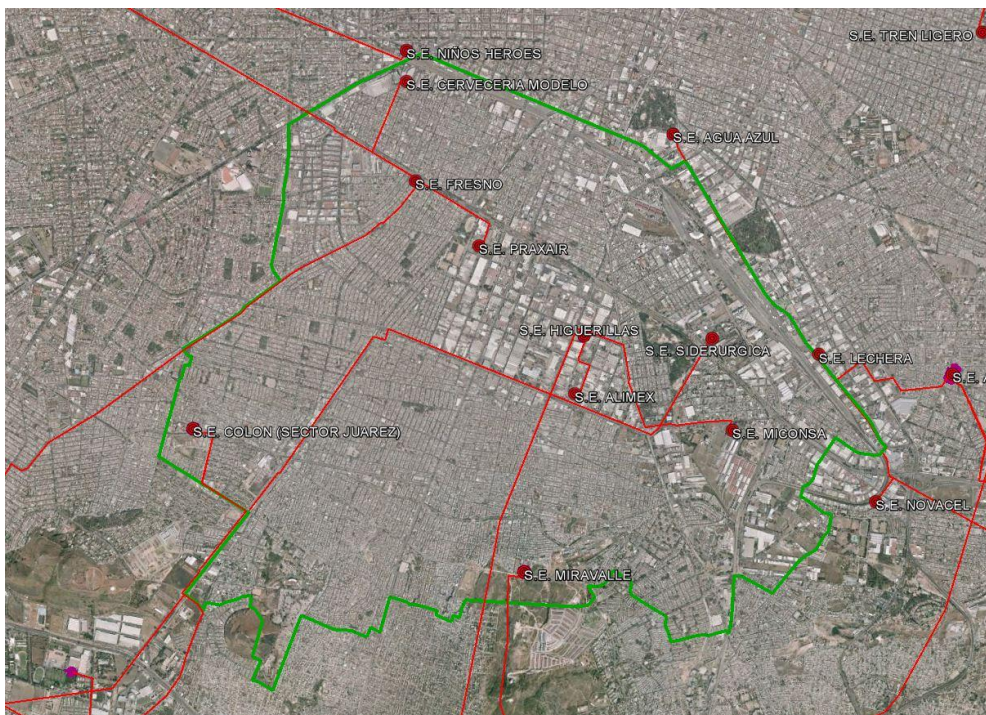 S.E. TREN LIGERO
S.E. NIÑOS HEROES
S.E. CERVECERIA MODELO
S.E. AGUA AZUL
S.E. FRESNO
S.E. PRAXAIR
S.E. HIGUERILLAS
S.E. SIDERURGICA
S.E. LECHERA
S.E. A
S.E. ALIMEX
S.E. COLON (SECTOR JUAREZ)
S.E. MICONSA
S.E. NOVACEL
S.E. MIRAVALLE